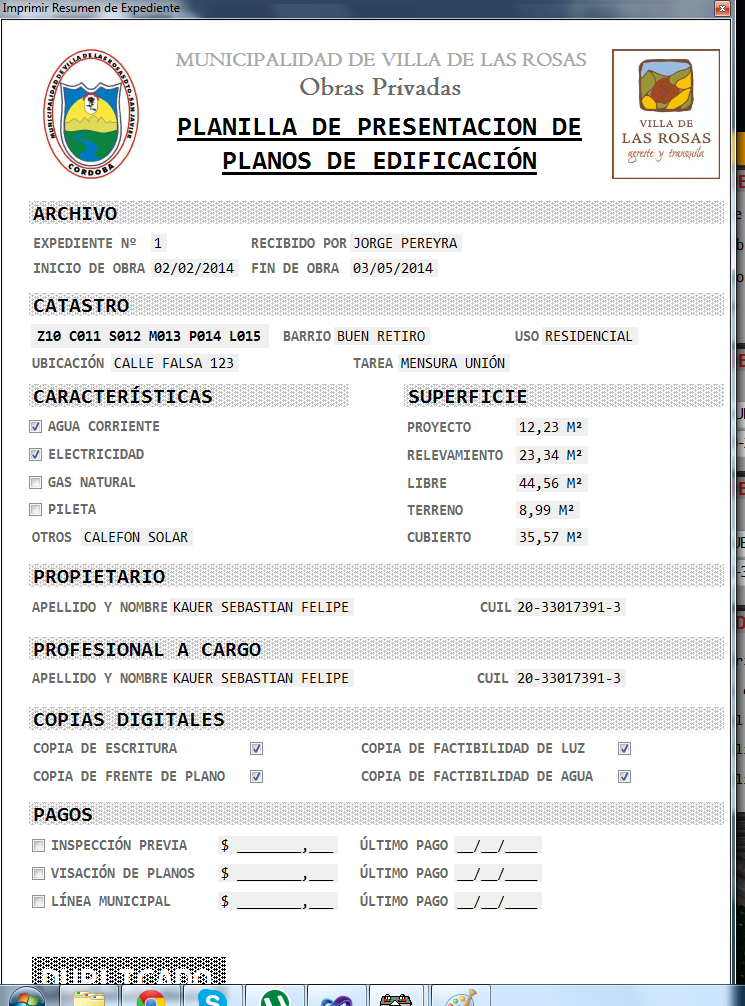 Imprimir Resumen de Expediente
MUNICIPALIDAD DE VILLA DE LAS ROSAS DTO. SAN JAVIER
CORDOBA
MUNICIPALIDAD DE VILLA DE LAS ROSAS
Obras Privadas
PLANILLA DE PRESENTACION DE
PLANOS DE EDIFICACIÓN
VILLA DE
LAS ROSAS
agreste y tranquila
ARCHIVO
EXPEDIENTE Nº 1 RECIBIDO POR JORGE PEREYRA
INICIO DE OBRA 02/02/2014 FIN DE OBRA 03/05/2014
CATASTRO
Z10 C011 S012 M013 P014 L015 BARRIO BUEN RETIRO USO RESIDENCIAL
UBICACIÓN CALLE FALSA 123 TAREA MENSURA UNIÓN
CARACTERÍSTICAS
AGUA CORRIENTE
ELECTRICIDAD
GAS NATURAL
PILETA
OTROS CALEFON SOLAR
SUPERFICIE
PROYECTO 12,23 M²
RELEVAMIENTO 23,34 M²
LIBRE 44,56 M²
TERRENO 8,99 M²
CUBIERTO 35,57 M²
PROPIETARIO
APELLIDO Y NOMBRE KAUER SEBASTIAN FELIPE CUIL 20-33017391-3
PROFESIONAL A CARGO
APELLIDO Y NOMBRE KAUER SEBASTIAN FELIPE CUIL 20-33017391-3
COPIAS DIGITALES
COPIA DE ESCRITURA COPIA DE FACTIBILIDAD DE LUZ
COPIA DE FRENTE DE PLANO COPIA DE FACTIBILIDAD DE AGUA
PAGOS
INSPECCIÓN PREVIA $ ________,___ ÚLTIMO PAGO __/__/____
VISACIÓN DE PLANOS $ ________,___ ÚLTIMO PAGO __/__/____
LÍNEA MUNICIPAL $ ________,___ ÚLTIMO PAGO __/__/____
DUPLICADO